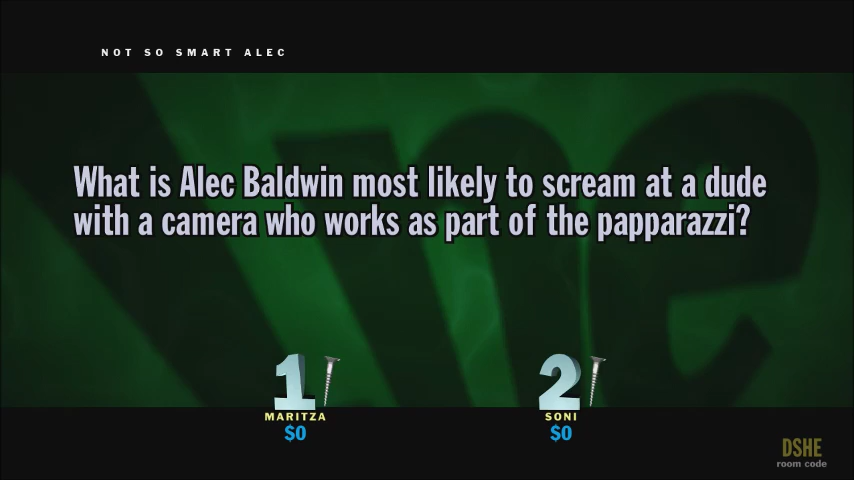 NOT SO SMART ALEC
What is Alec Baldwin most likely to scream at a dude
with a camera who works as part of the papparazzi?
1 2
MARITZA SONI
$0 $0
DSHE
room code